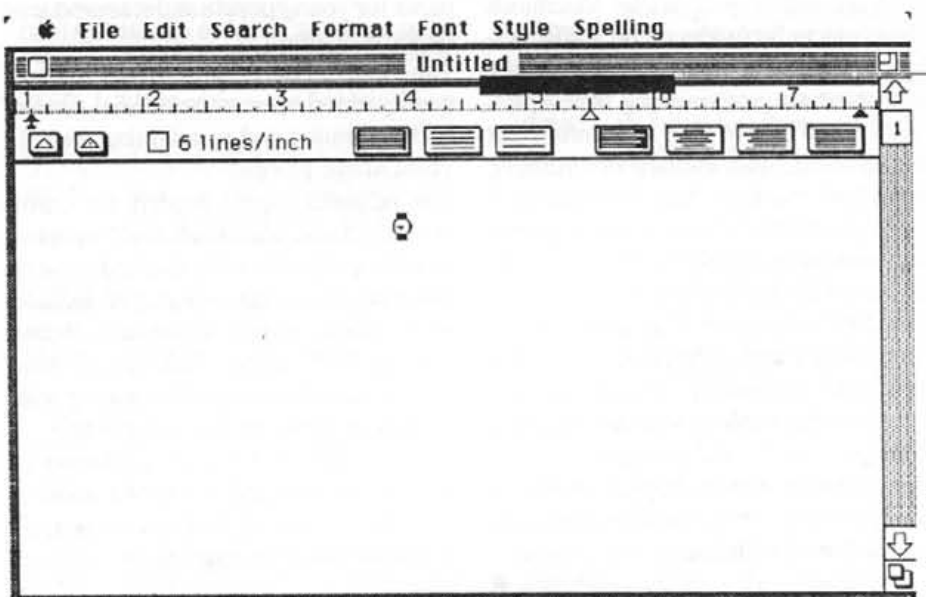 File Edit Search Format Font Style Spelling
Untitled
1 2 3 4 5 6 7
6 lines/inch
1